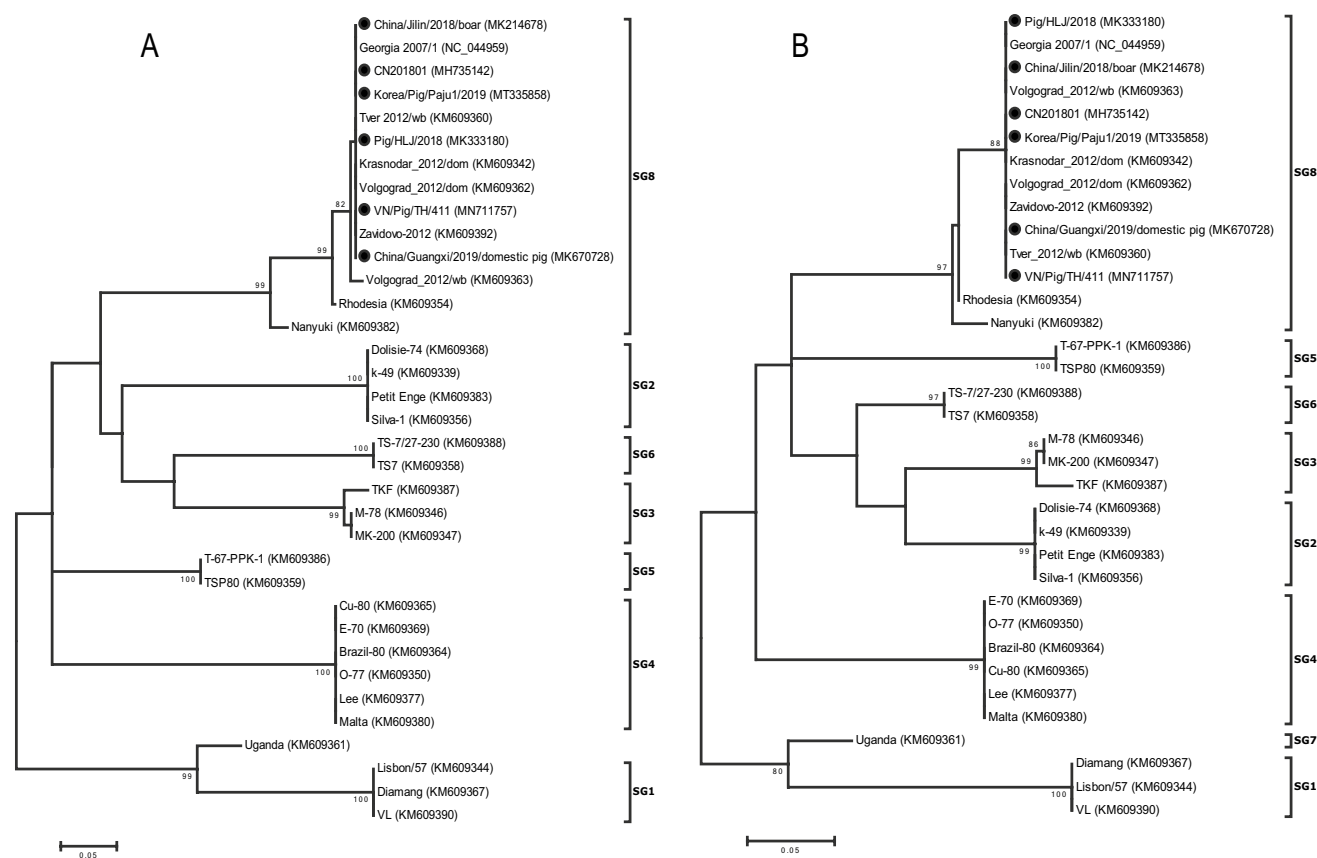 A
China/Jilin/2018/boar (MK214678)
Georgia 2007/1 (NC_044959)
CN201801 (MH735142)
Korea/Pig/Paju1/2019 (MT335858)
Tver 2012/wb (KM609360)
Pig/HLJ/2018 (MK333180)
Krasnodar_2012/dom (KM609342)
Volgograd_2012/dom (KM609362)
VN/Pig/TH/411 (MN711757)
Zavidovo-2012 (KM609392)
China/Guangxi/2019/domestic pig (MK670728)
Volgograd_2012/wb (KM609363)
Rhodesia (KM609354)
Nanyuki (KM609382)
82
99
99
SG8
Dolisie-74 (KM609368)
k-49 (KM609339)
Petit Enge (KM609383)
Silva-1 (KM609356)
100
SG2
TS-7/27-230 (KM609388)
TS7 (KM609358)
100
SG6
TKF (KM609387)
M-78 (KM609346)
MK-200 (KM609347)
99
SG3
T-67-PPK-1 (KM609386)
TSP80 (KM609359)
100
SG5
Cu-80 (KM609365)
E-70 (KM609369)
Brazil-80 (KM609364)
O-77 (KM609350)
Lee (KM609377)
Malta (KM609380)
100
SG4
Uganda (KM609361)
99
Lisbon/57 (KM609344)
Diamang (KM609367)
VL (KM609390)
100
SG1
0.05
B
Pig/HLJ/2018 (MK333180)
Georgia 2007/1 (NC_044959)
China/Jilin/2018/boar (MK214678)
Volgograd_2012/wb (KM609363)
CN201801 (MH735142)
Korea/Pig/Paju1/2019 (MT335858)
Krasnodar_2012/dom (KM609342)
Volgograd_2012/dom (KM609362)
Zavidovo-2012 (KM609392)
China/Guangxi/2019/domestic pig (MK670728)
Tver_2012/wb (KM609360)
VN/Pig/TH/411 (MN711757)
Rhodesia (KM609354)
Nanyuki (KM609382)
88
97
SG8
T-67-PPK-1 (KM609386)
TSP80 (KM609359)
100
SG5
TS-7/27-230 (KM609388)
TS7 (KM609358)
97
SG6
M-78 (KM609346)
MK-200 (KM609347)
TKF (KM609387)
86
99
SG3
Dolisie-74 (KM609368)
k-49 (KM609339)
Petit Enge (KM609383)
Silva-1 (KM609356)
99
SG2
E-70 (KM609369)
O-77 (KM609350)
Brazil-80 (KM609364)
Cu-80 (KM609365)
Lee (KM609377)
Malta (KM609380)
99
SG4
Uganda (KM609361)
SG7
80
Diamang (KM609367)
Lisbon/57 (KM609344)
VL (KM609390)
100
SG1
0.05